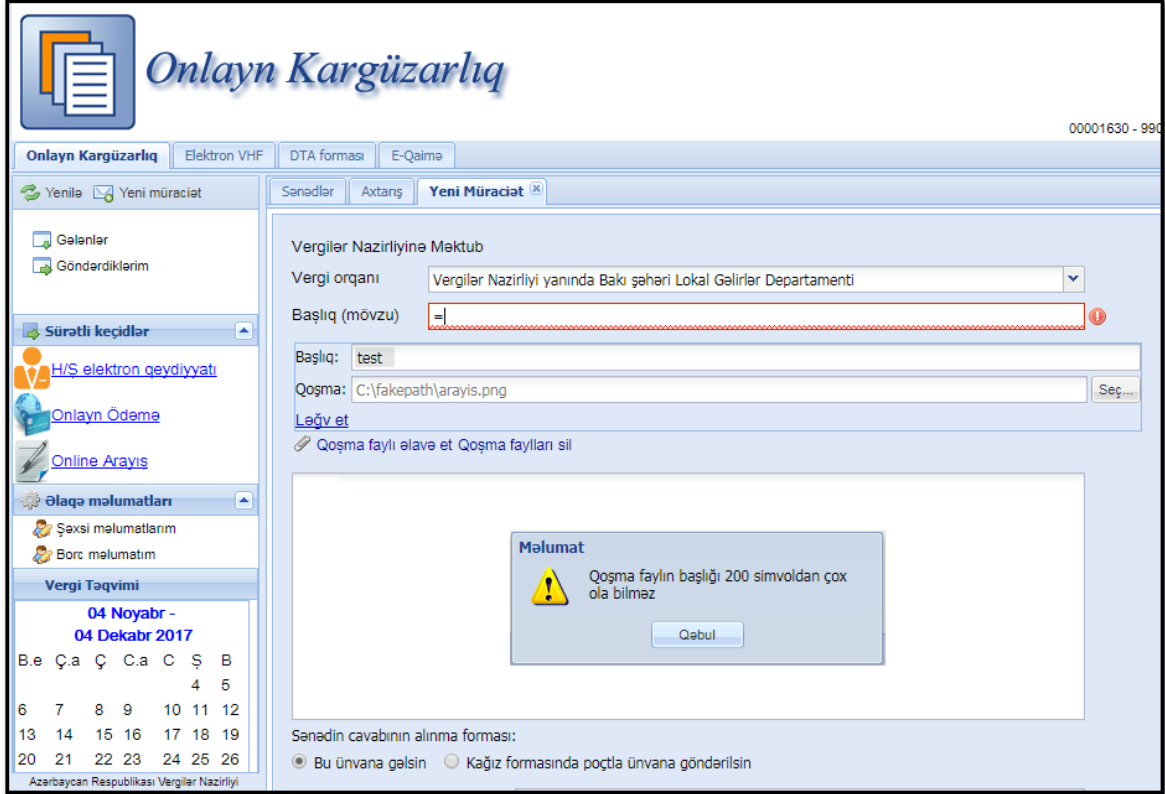 Onlayn Kargüzarlıq
00001630 - 990
Onlayn Kargüzarlıq Elektron VHF DTA forması E-Qaimə
Yenilə Yeni müraciət
Gələnlər
Göndərdiklərim
Sürətli keçidlər
H/Ş elektron qeydiyyatı
Onlayn Ödəmə
Online Arayış
Əlaqə məlumatları
Şəxsi məlumatlarım
Borc məlumatım
Vergi Təqvimi
04 Noyabr -
04 Dekabr 2017
B.e Ç.a Ç C.a C Ş B
4 5
6 7 8 9 10 11 12
13 14 15 16 17 18 19
20 21 22 23 24 25 26
Azərbaycan Respublikası Vergilər Nazirliyi
Sənədlər Axtarış Yeni Müraciət
Vergilər Nazirliyinə Məktub
Vergi orqanı Vergilər Nazirliyi yanında Bakı şəhəri Lokal Gəlirlər Departamenti
Başlıq (mövzu) =
Başlıq: test
Qoşma: C:\fakepath\arayis.png Seç...
Ləğv et
Qoşma faylı əlavə et Qoşma faylları sil
Məlumat
Qoşma faylın başlığı 200 simvoldan çox
ola bilməz
Qəbul
Sənədin cavabının alınma forması:
Bu ünvana gəlsin Kağız formasında poçtla ünvana göndərilsin